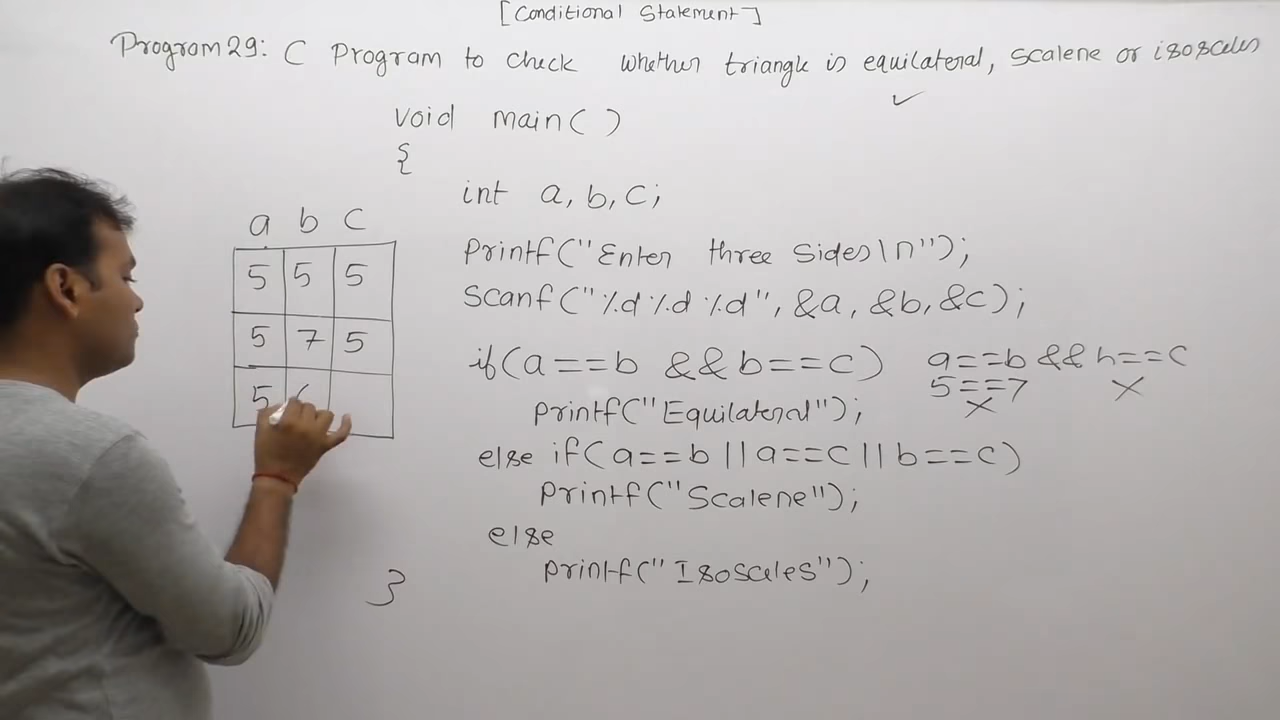 [Conditional Statement]
Program 29: C Program to check whether triangle is equilateral, scalene or isosceles
void main( )
{
int a, b, c;
printf("Enter three sides\n");
scanf("%d %d %d", &a, &b, &c);
if(a==b && b==c)
printf("Equilateral");
else if(a==b || a==c || b==c)
printf("Scalene");
else
printf("Isosceles");
}
a b c
5 5 5
5 7 5
5
a==b && b==c
5==7